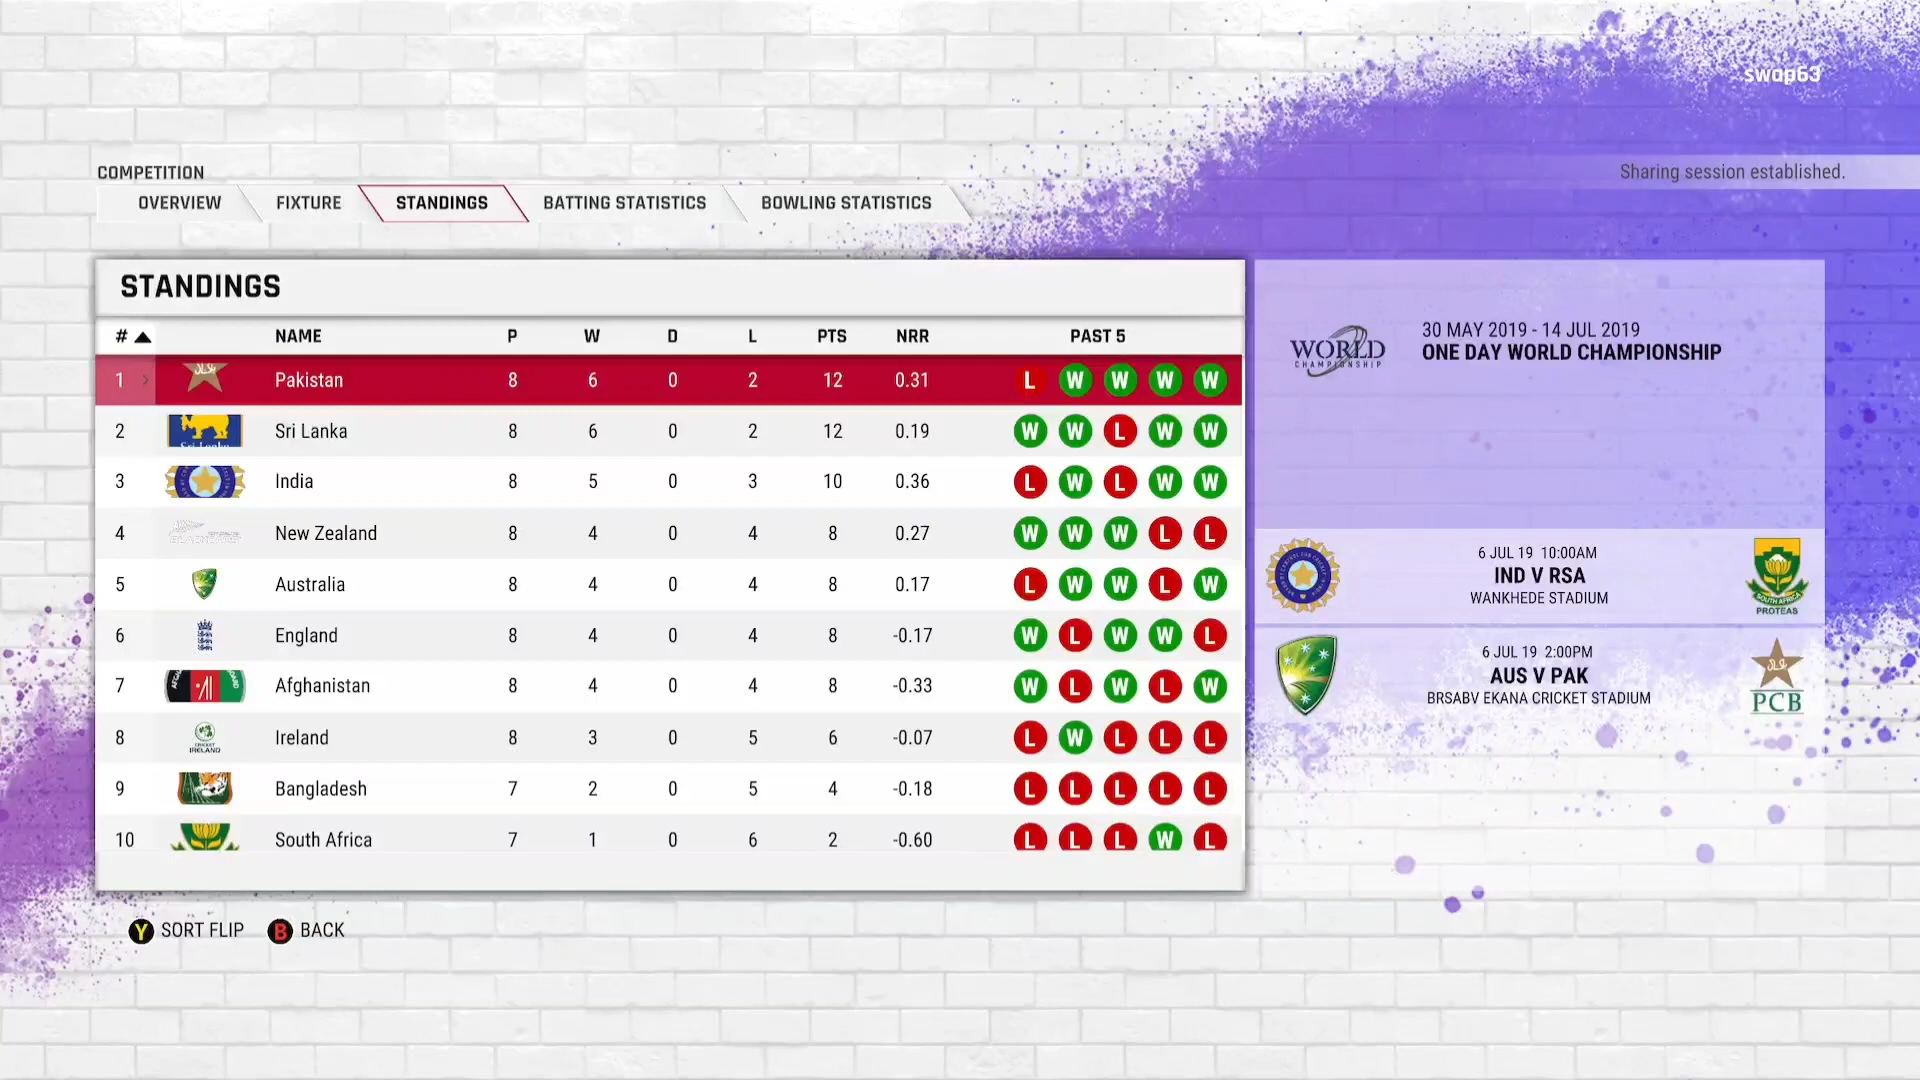 swop63
Sharing session established.
COMPETITION
OVERVIEW FIXTURE STANDINGS BATTING STATISTICS BOWLING STATISTICS
STANDINGS
# NAME P W D L PTS NRR PAST 5
1 Pakistan 8 6 0 2 12 0.31 L W W W W
2 Sri Lanka 8 6 0 2 12 0.19 W W L W W
3 India 8 5 0 3 10 0.36 L W L W W
4 New Zealand 8 4 0 4 8 0.27 W W W L L
5 Australia 8 4 0 4 8 0.17 L W W L W
6 England 8 4 0 4 8 -0.17 W L W W L
7 Afghanistan 8 4 0 4 8 -0.33 W L W L W
8 Ireland 8 3 0 5 6 -0.07 L W L L L
9 Bangladesh 7 2 0 5 4 -0.18 L L L L L
10 South Africa 7 1 0 6 2 -0.60 L L L W L
CRICKET
IRELAND
WORLD
CHAMPIONSHIP
30 MAY 2019 - 14 JUL 2019
ONE DAY WORLD CHAMPIONSHIP
6 JUL 19 10:00AM
IND V RSA
WANKHEDE STADIUM
SOUTH AFRICA
PROTEAS
6 JUL 19 2:00PM
AUS V PAK
BRSABV EKANA CRICKET STADIUM
PCB
Y SORT FLIP B BACK